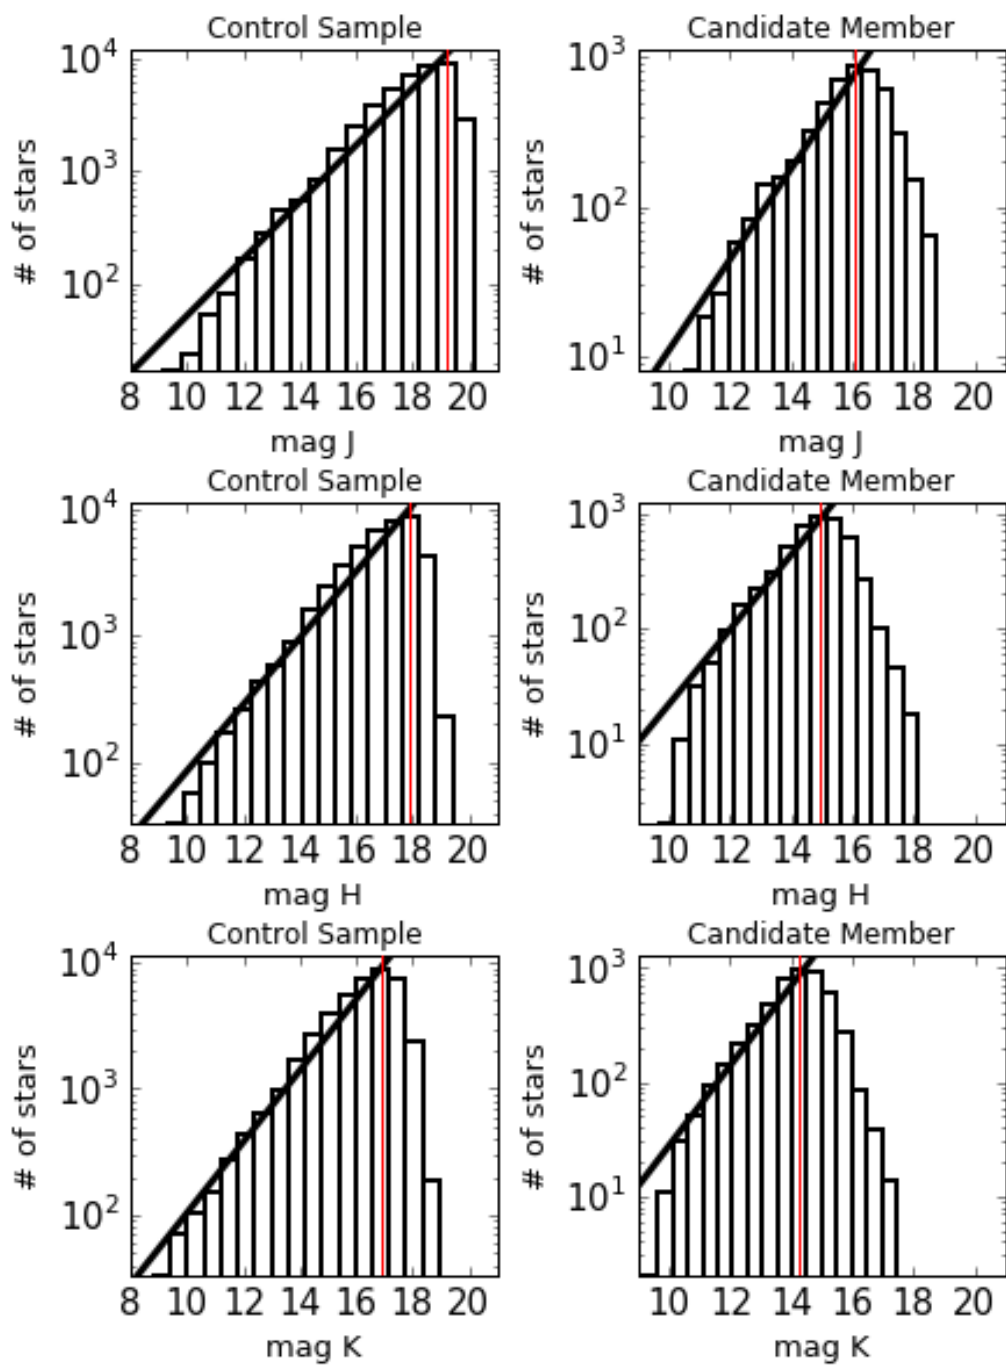 Control Sample
Candidate Member
10^4
10^3
10^2
# of stars
8 10 12 14 16 18 20
mag J
10^3
10^2
10^1
# of stars
10 12 14 16 18 20
mag J
Control Sample
Candidate Member
10^4
10^3
10^2
# of stars
8 10 12 14 16 18 20
mag H
10^3
10^2
10^1
# of stars
10 12 14 16 18 20
mag H
Control Sample
Candidate Member
10^4
10^3
10^2
# of stars
8 10 12 14 16 18 20
mag K
10^3
10^2
10^1
# of stars
10 12 14 16 18 20
mag K